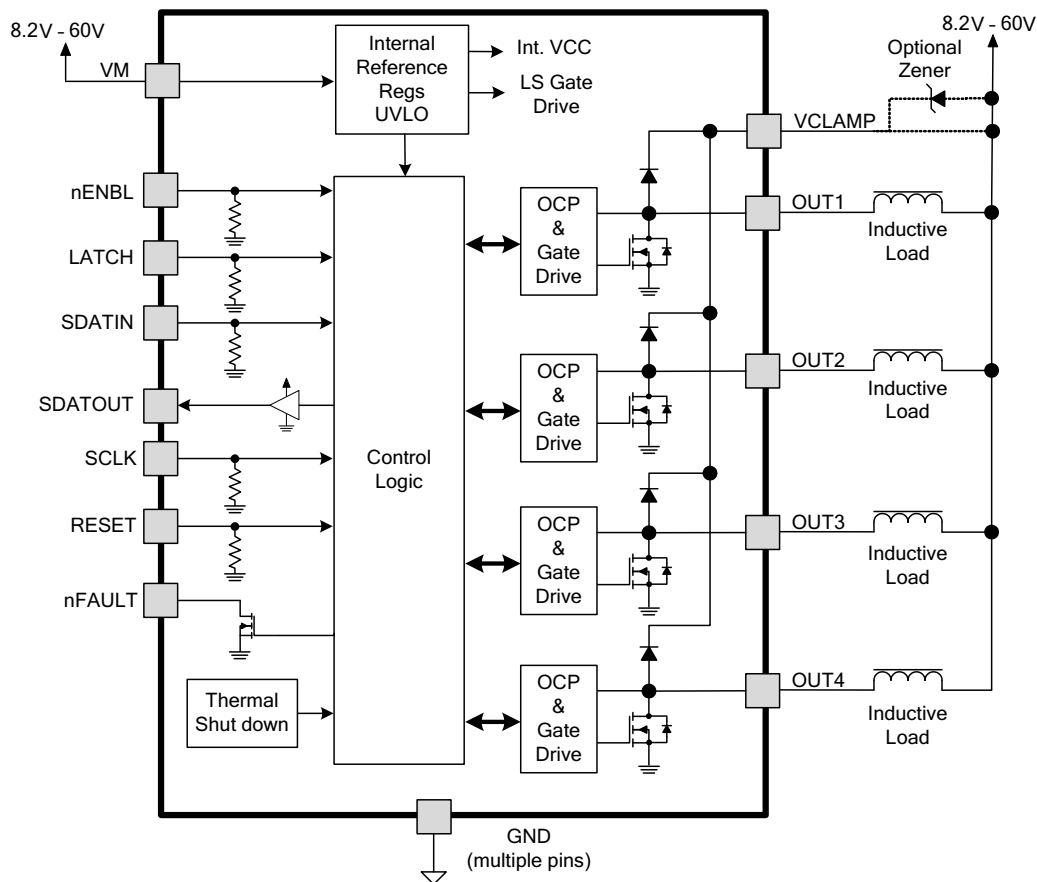 8.2V – 60V
VM
Internal
Reference
Regs
UVLO
Int. VCC
LS Gate
Drive
8.2V – 60V
Optional
Zener
VCLAMP
nENBL
LATCH
SDATIN
SDATOUT
SCLK
RESET
nFAULT
Control
Logic
Thermal
Shut down
OCP
&
Gate
Drive
OUT1
Inductive
Load
OCP
&
Gate
Drive
OUT2
Inductive
Load
OCP
&
Gate
Drive
OUT3
Inductive
Load
OCP
&
Gate
Drive
OUT4
Inductive
Load
GND
(multiple pins)